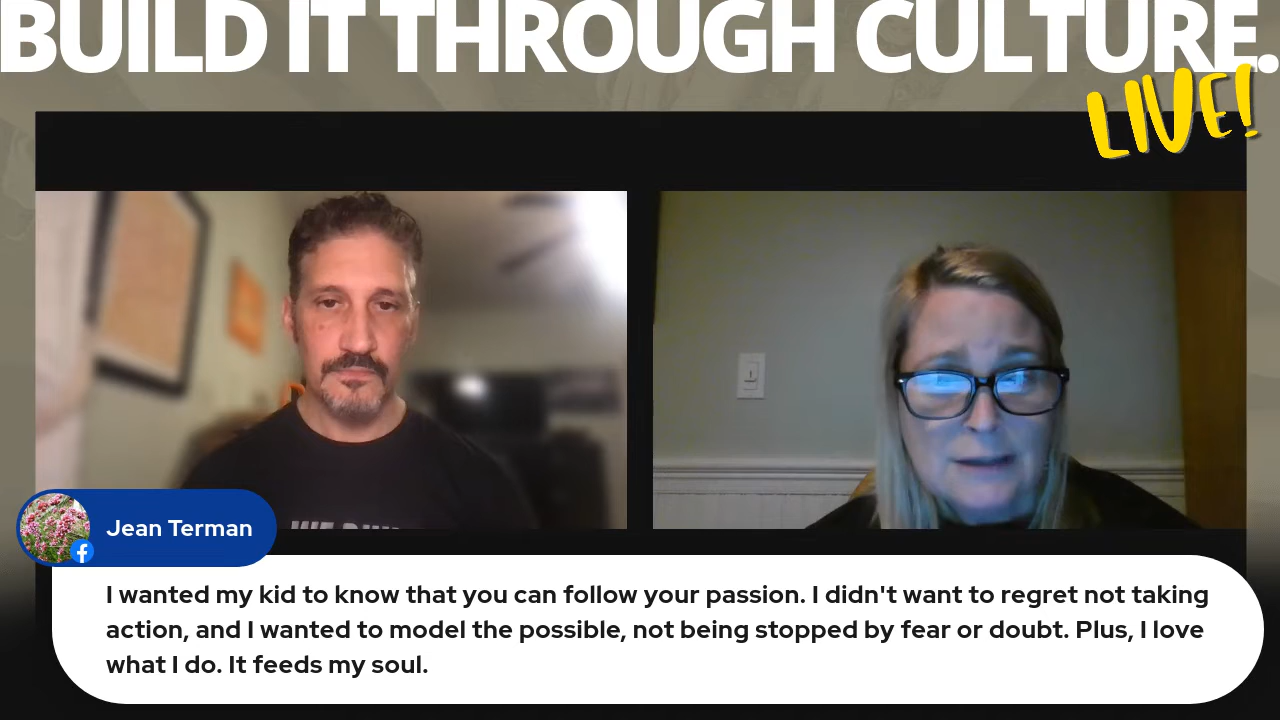 BUILD IT THROUGH CULTURE.
LIVE!
Jean Terman
I wanted my kid to know that you can follow your passion. I didn't want to regret not taking
action, and I wanted to model the possible, not being stopped by fear or doubt. Plus, I love
what I do. It feeds my soul.